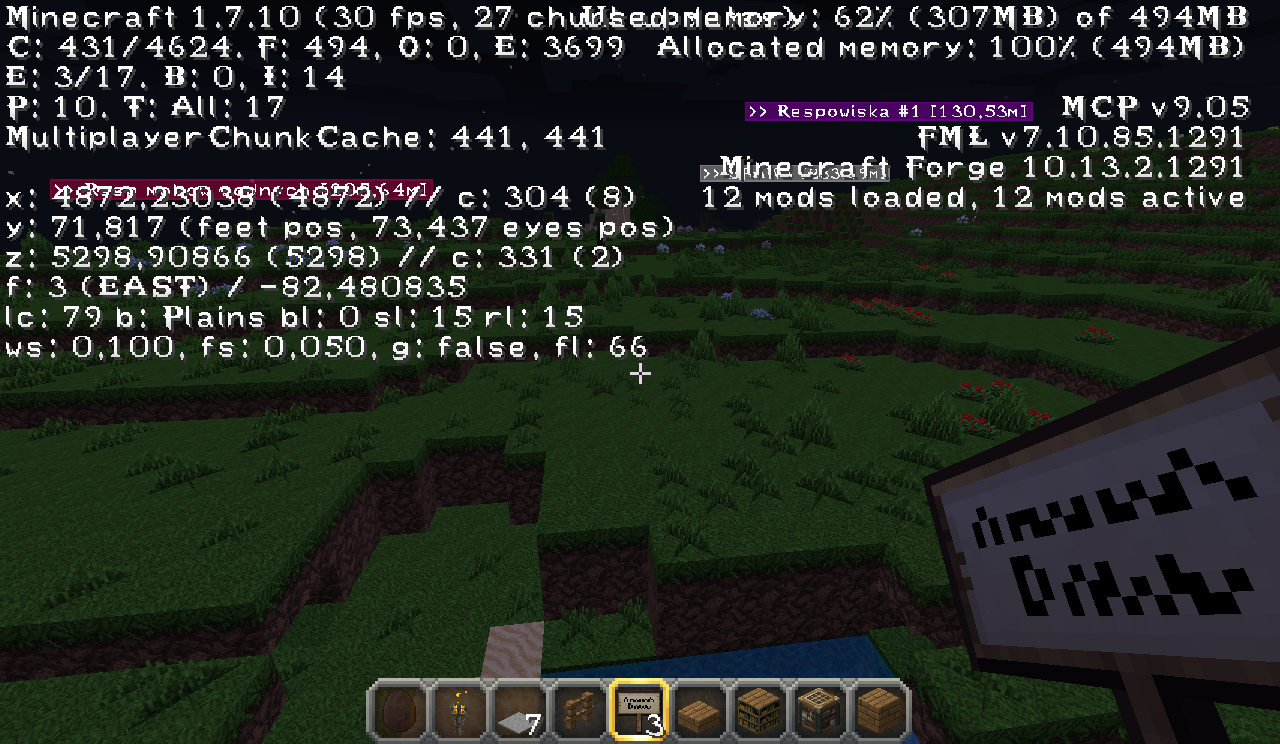 Minecraft 1.7.10 (30 fps, 27 chunk
Used memory: 62% (307MB) of 494MB
C: 431/4624, F: 494, O: 0, E: 3699
Allocated memory: 100% (494MB)
E: 3/17, B: 0, I: 14
P: 10, T: All: 17
>> Respowiska #1 [130,53m]
MCP v9.05
MultiplayerChunkCache: 441, 441
FML v7.10.85.1291
Minecraft Forge 10.13.2.1291
x: 4872,23038 (4872) // c: 304 (8)
12 mods loaded, 12 mods active
y: 71,817 (feet pos, 73,437 eyes pos)
z: 5298,90866 (5298) // c: 331 (2)
f: 3 (EAST) / -82,480835
lc: 79 b: Plains bl: 0 sl: 15 rl: 15
ws: 0,100, fs: 0,050, g: false, fl: 66
7
3